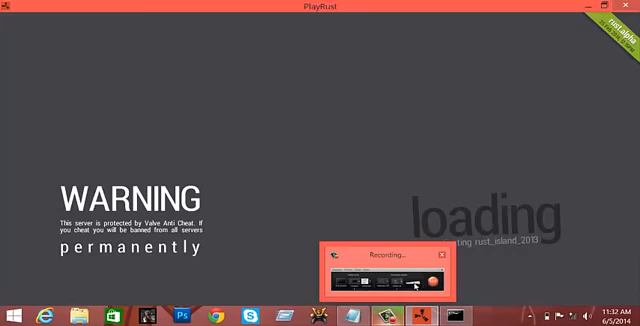 PlayRust
rust.alpha
WARNING
This server is protected by Valve Anti Cheat. If
you cheat you will be banned from all servers
permanently
loading
ting rust_island_2013
Recording...
11:32 AM
6/5/2014